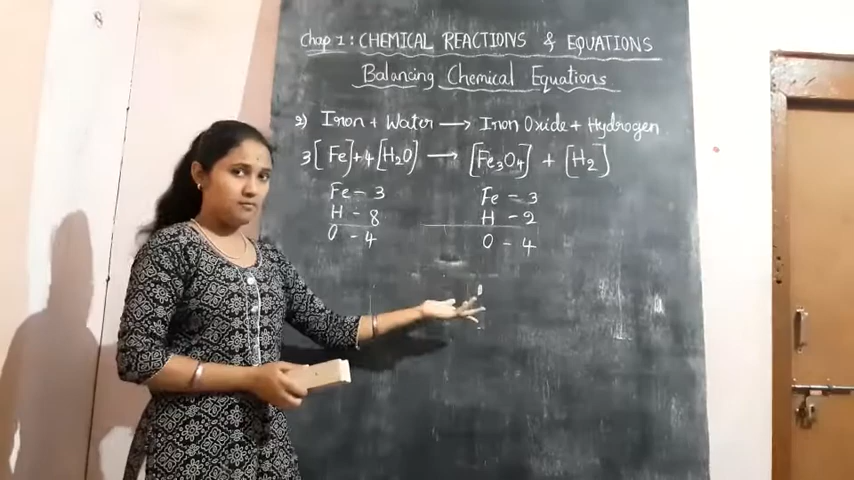 Chap 1: CHEMICAL REACTIONS & EQUATIONS
Balancing Chemical Equations
2) Iron + Water → Iron Oxide + Hydrogen
3[Fe]+4[H₂O] → [Fe₃O₄] + [H₂]
Fe - 3 Fe - 3
H - 8 H - 2
O - 4 O - 4